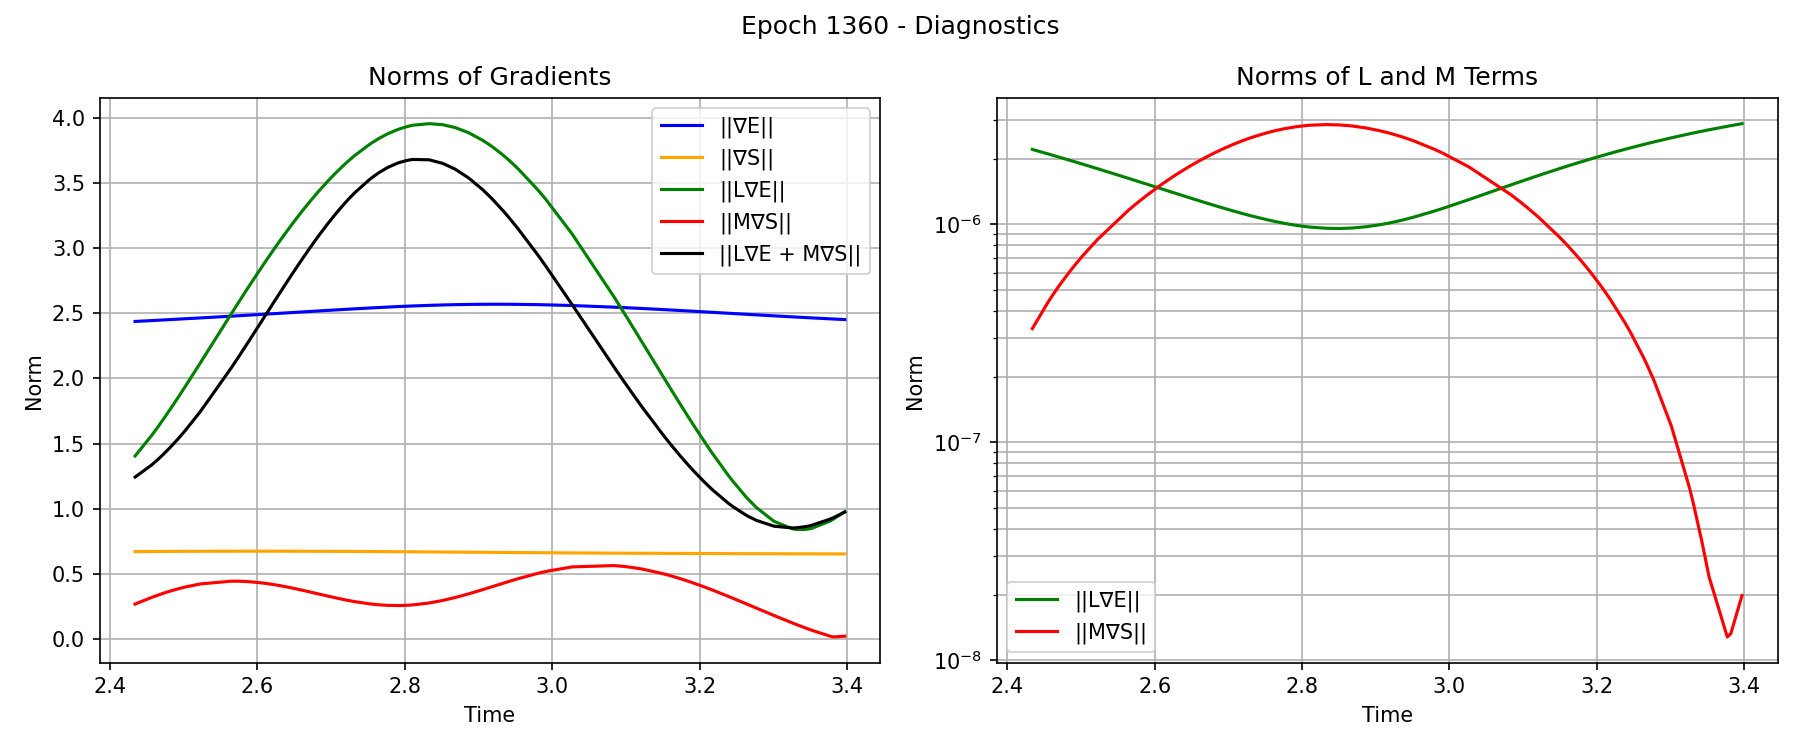 Epoch 1360 - Diagnostics
Norms of Gradients
Norm
4.0
3.5
3.0
2.5
2.0
1.5
1.0
0.5
0.0
||∇E||
||∇S||
||L∇E||
||M∇S||
||L∇E + M∇S||
2.4 2.6 2.8 3.0 3.2 3.4
Time
Norms of L and M Terms
Norm
10⁻⁶
10⁻⁷
10⁻⁸
||L∇E||
||M∇S||
2.4 2.6 2.8 3.0 3.2 3.4
Time